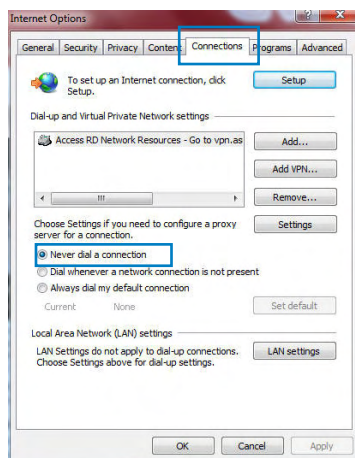 Internet Options
General Security Privacy Content Connections Programs Advanced
To set up an Internet connection, click
Setup.
Setup
Dial-up and Virtual Private Network settings
Access RD Network Resources - Go to vpn.as
Add...
Add VPN...
Remove...
Choose Settings if you need to configure a proxy
server for a connection.
Settings
Never dial a connection
Dial whenever a network connection is not present
Always dial my default connection
Current None
Set default
Local Area Network (LAN) settings
LAN Settings do not apply to dial-up connections.
Choose Settings above for dial-up settings.
LAN settings
OK Cancel Apply